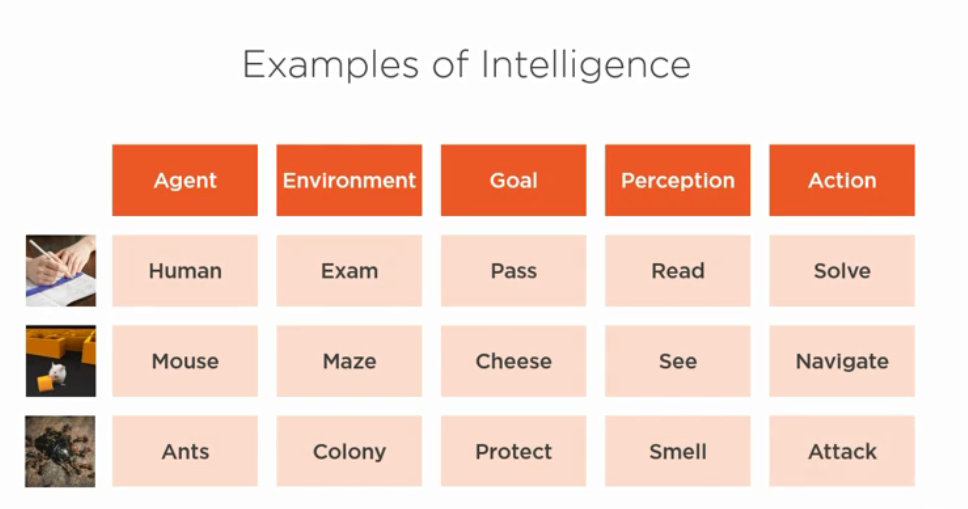 Examples of Intelligence
Agent Environment Goal Perception Action
Human Exam Pass Read Solve
Mouse Maze Cheese See Navigate
Ants Colony Protect Smell Attack